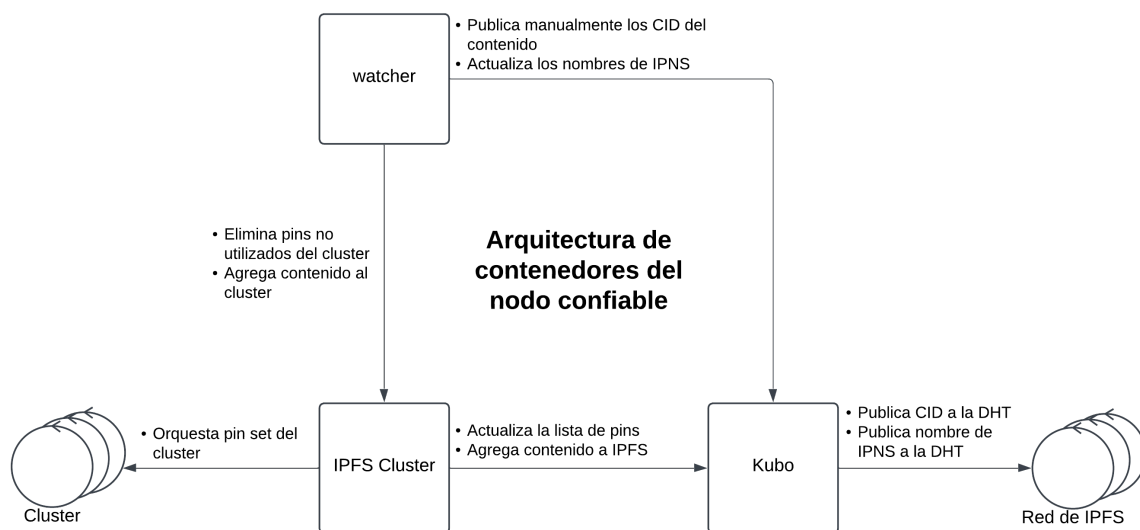 • Publica manualmente los CID del
contenido
• Actualiza los nombres de IPNS
watcher
• Elimina pins no
utilizados del cluster
• Agrega contenido al
cluster
Arquitectura de
contenedores del
nodo confiable
• Orquesta pin set del
cluster
• Actualiza la lista de pins
• Agrega contenido a IPFS
• Publica CID a la DHT
• Publica nombre de
IPNS a la DHT
IPFS Cluster
Kubo
Cluster
Red de IPFS